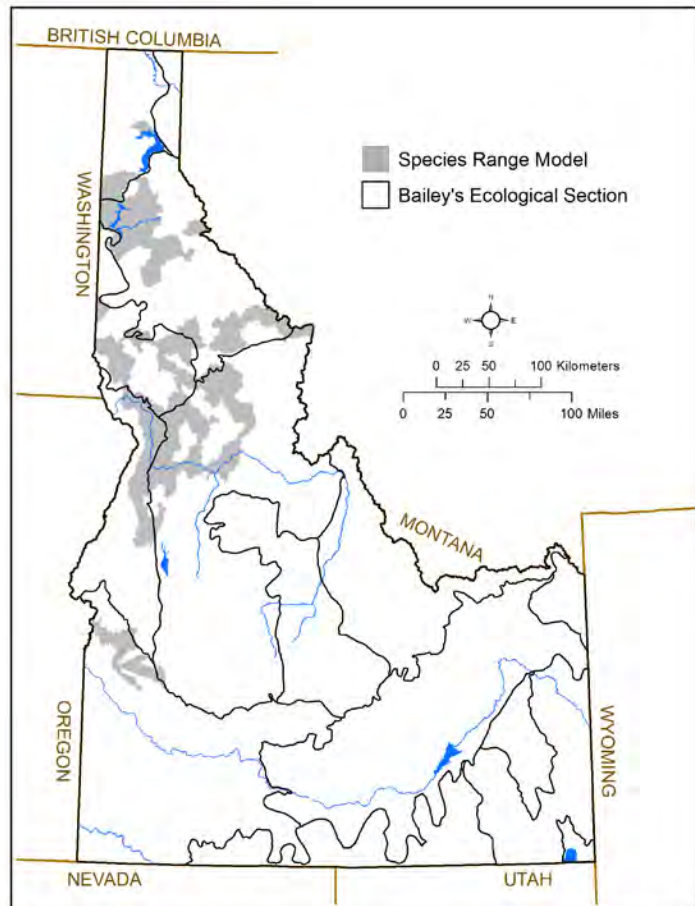 BRITISH COLUMBIA
WASHINGTON
Species Range Model
Bailey's Ecological Section
N
W E
S
0 25 50 100 Kilometers
0 25 50 100 Miles
MONTANA
OREGON
WYOMING
NEVADA
UTAH